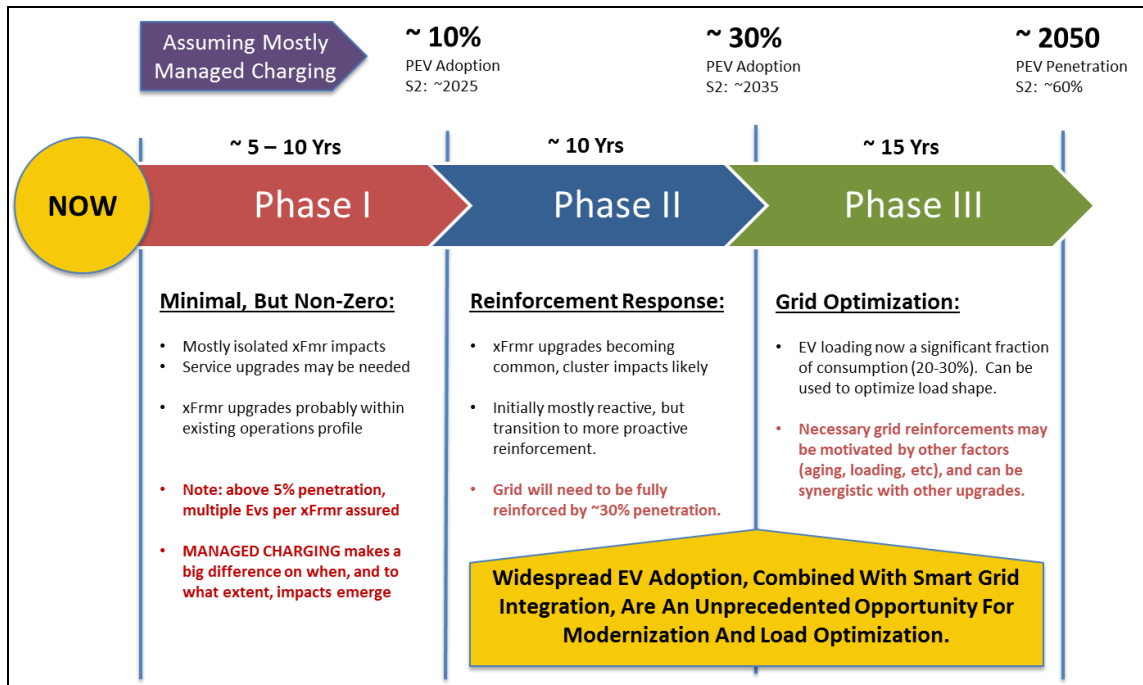 Assuming Mostly
Managed Charging
~ 10%
PEV Adoption
S2: ~2025
~ 30%
PEV Adoption
S2: ~2035
~ 2050
PEV Penetration
S2: ~60%
~ 5 – 10 Yrs
~ 10 Yrs
~ 15 Yrs
NOW
Phase I
Phase II
Phase III
Minimal, But Non-Zero:
• Mostly isolated xFmr impacts
• Service upgrades may be needed
• xFrmr upgrades probably within
existing operations profile
• Note: above 5% penetration,
multiple Evs per xFrmr assured
• MANAGED CHARGING makes a
big difference on when, and to
what extent, impacts emerge
Reinforcement Response:
• xFrmr upgrades becoming
common, cluster impacts likely
• Initially mostly reactive, but
transition to more proactive
reinforcement.
• Grid will need to be fully
reinforced by ~30% penetration.
Grid Optimization:
• EV loading now a significant fraction
of consumption (20-30%).  Can be
used to optimize load shape.
• Necessary grid reinforcements may
be motivated by other factors
(aging, loading, etc), and can be
synergistic with other upgrades.
Widespread EV Adoption, Combined With Smart Grid
Integration, Are An Unprecedented Opportunity For
Modernization And Load Optimization.